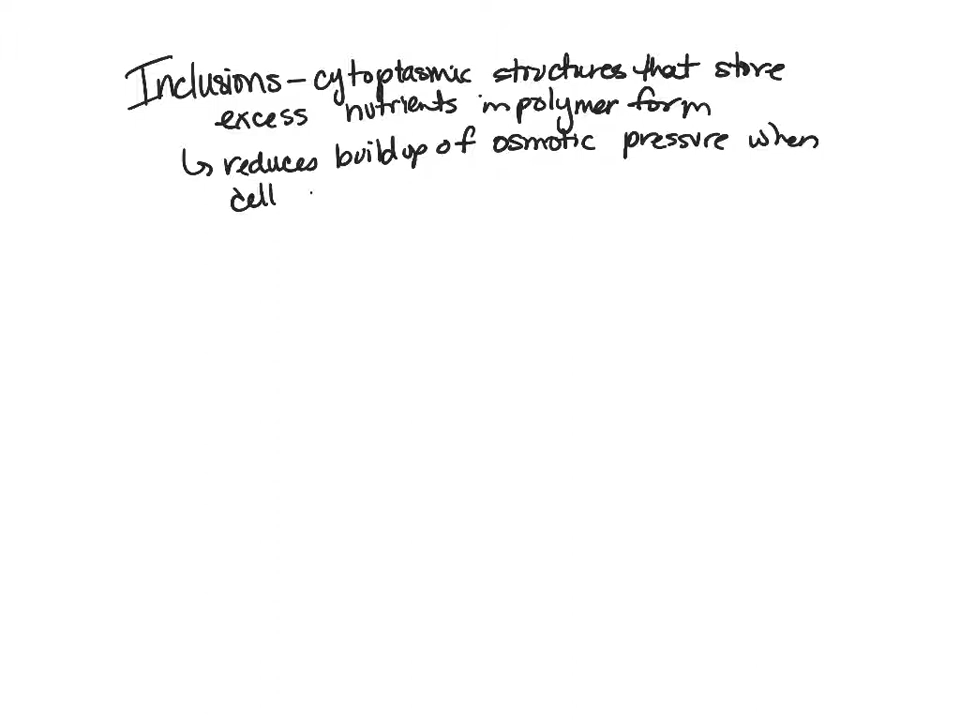 Inclusions - cytoplasmic structures that store
excess nutrients in polymer form
↳ reduces buildup of osmotic pressure when
cell